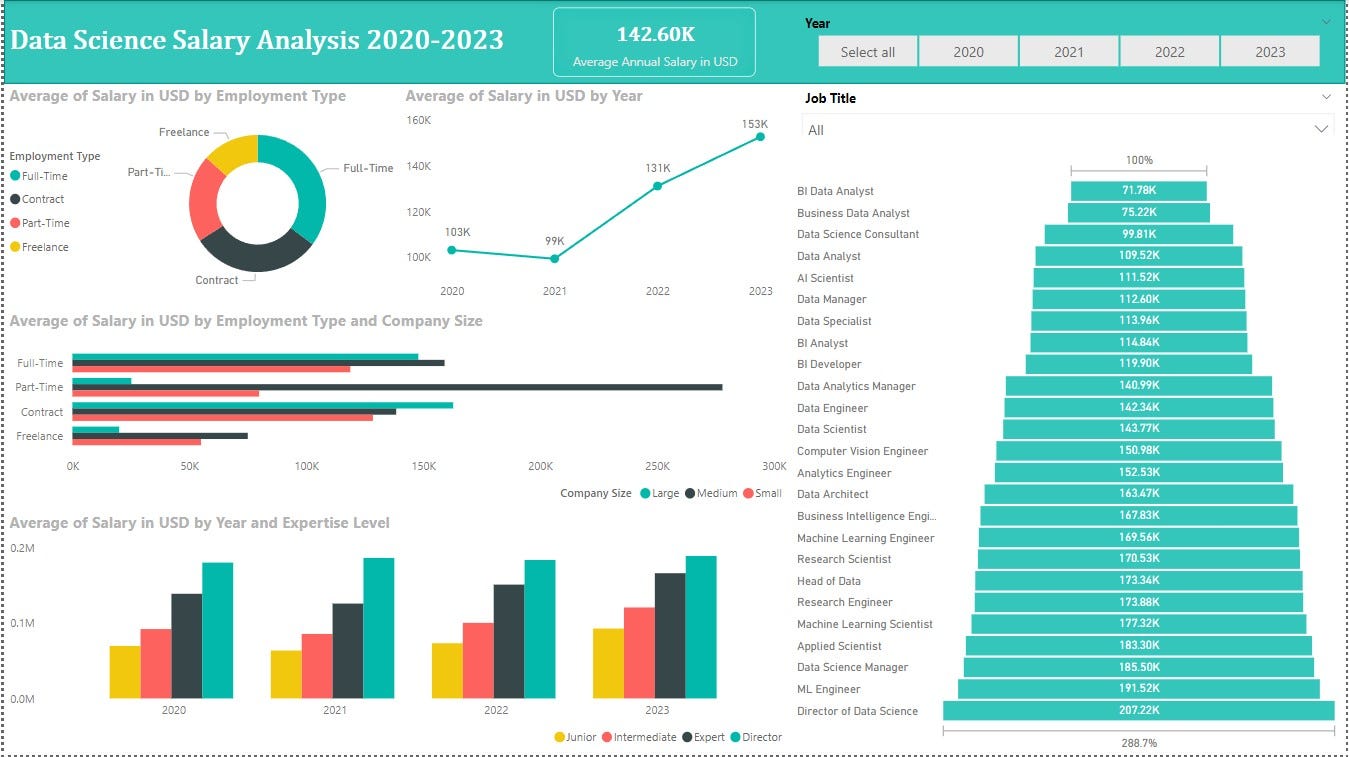 Data Science Salary Analysis 2020-2023
142.60K
Average Annual Salary in USD
Year
Select all 2020 2021 2022 2023
Average of Salary in USD by Employment Type
Employment Type
Full-Time
Contract
Part-Time
Freelance
Freelance
Full-Time
Part-Ti...
Contract
Average of Salary in USD by Year
160K
140K
120K
100K
103K
99K
131K
153K
2020 2021 2022 2023
Average of Salary in USD by Employment Type and Company Size
Full-Time
Part-Time
Contract
Freelance
0K 50K 100K 150K 200K 250K 300K
Company Size Large Medium Small
Average of Salary in USD by Year and Expertise Level
0.2M
0.1M
0.0M
2020 2021 2022 2023
Junior Intermediate Expert Director
Job Title
All
100%
BI Data Analyst 71.78K
Business Data Analyst 75.22K
Data Science Consultant 99.81K
Data Analyst 109.52K
AI Scientist 111.52K
Data Manager 112.60K
Data Specialist 113.96K
BI Analyst 114.84K
BI Developer 119.90K
Data Analytics Manager 140.99K
Data Engineer 142.34K
Data Scientist 143.77K
Computer Vision Engineer 150.98K
Analytics Engineer 152.53K
Data Architect 163.47K
Business Intelligence Engi... 167.83K
Machine Learning Engineer 169.56K
Research Scientist 170.53K
Head of Data 173.34K
Research Engineer 173.88K
Machine Learning Scientist 177.32K
Applied Scientist 183.30K
Data Science Manager 185.50K
ML Engineer 191.52K
Director of Data Science 207.22K
288.7%